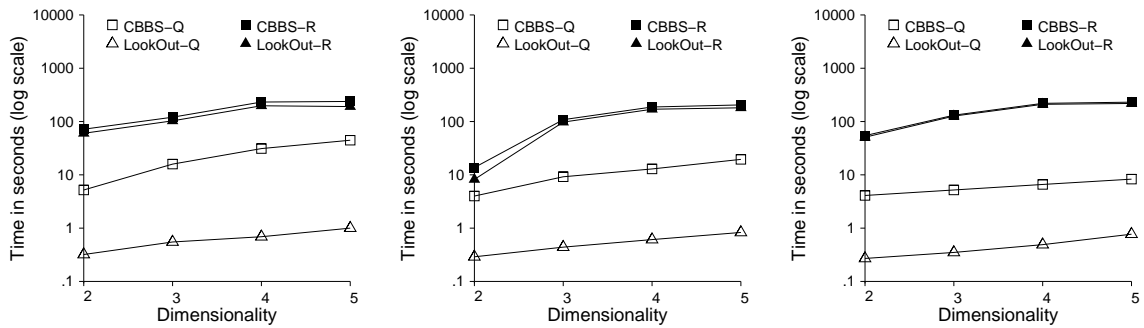 CBBS−Q CBBS−R
LookOut−Q LookOut−R
10000
1000
100
10
1
.1
2 3 4 5
Time in seconds (log scale)
Dimensionality
CBBS−Q CBBS−R
LookOut−Q LookOut−R
10000
1000
100
10
1
.1
2 3 4 5
Time in seconds (log scale)
Dimensionality
CBBS−Q CBBS−R
LookOut−Q LookOut−R
10000
1000
100
10
1
.1
2 3 4 5
Time in seconds (log scale)
Dimensionality